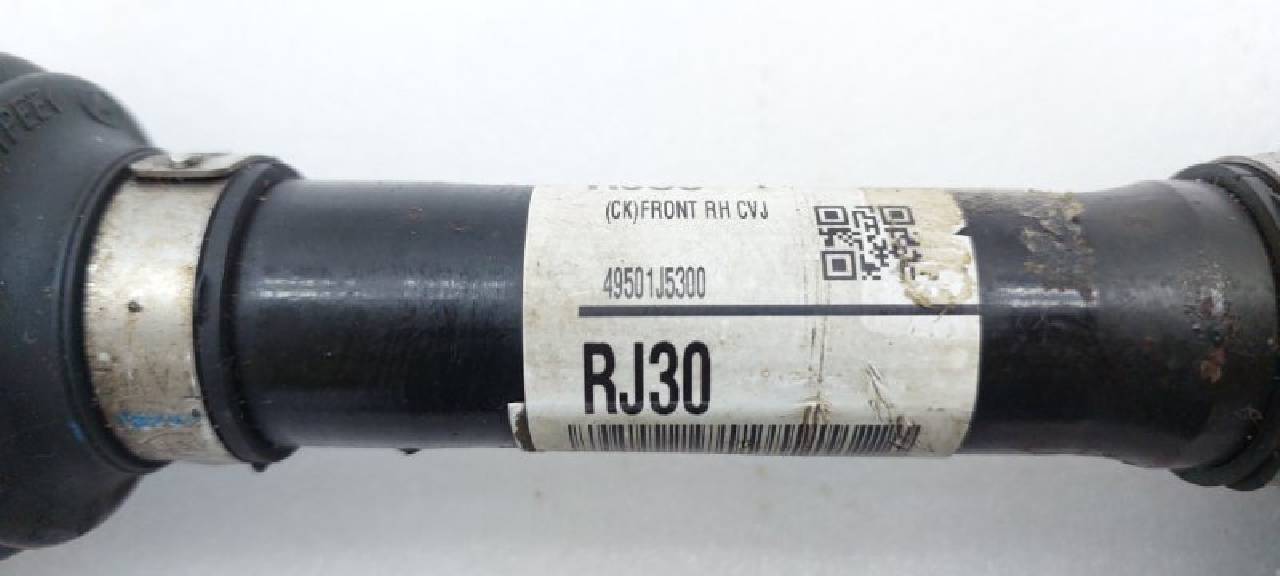 (CK)FRONT RH CVJ
49501J5300
RJ30